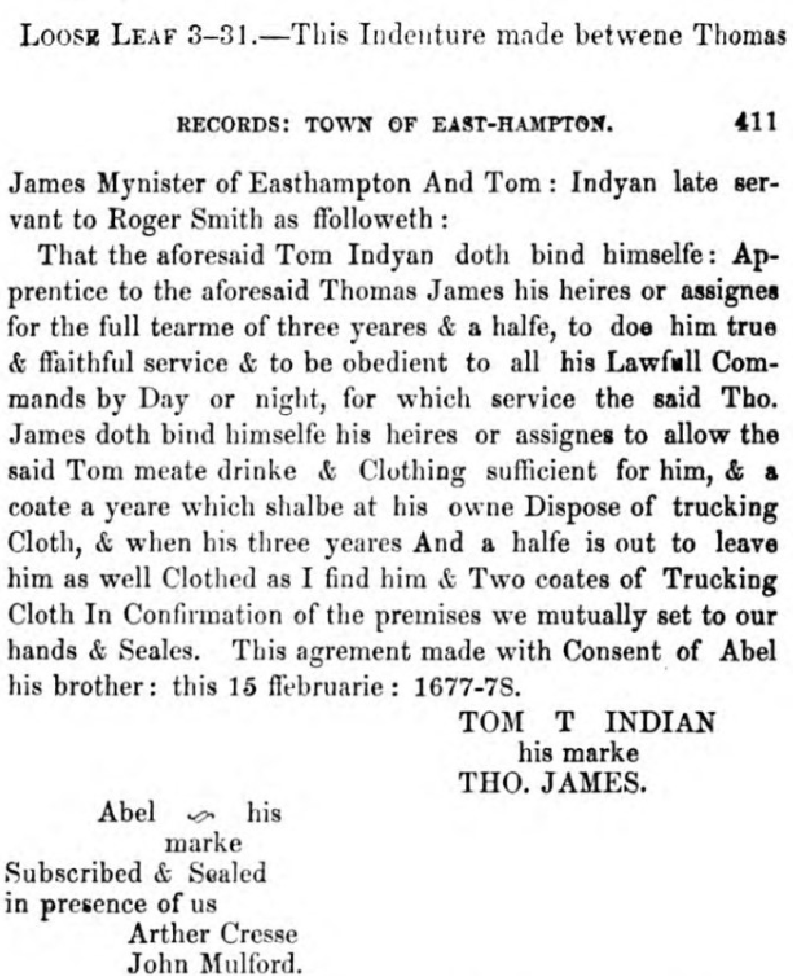 LOOSE LEAF 3-31.—This Indenture made betwene Thomas
RECORDS: TOWN OF EAST-HAMPTON. 411
James Mynister of Easthampton And Tom : Indyan late ser-
vant to Roger Smith as ffolloweth :
That the aforesaid Tom Indyan doth bind himselfe : Ap-
prentice to the aforesaid Thomas James his heires or assignes
for the full tearme of three yeares & a halfe, to doe him true
& ffaithful service & to be obedient to all his Lawfull Com-
mands by Day or night, for which service the said Tho.
James doth bind himselfe his heires or assignes to allow the
said Tom meate drinke & Clothing sufficient for him, & a
coate a yeare which shalbe at his owne Dispose of trucking
Cloth, & when his three yeares And a halfe is out to leave
him as well Clothed as I find him & Two coates of Trucking
Cloth In Confirmation of the premises we mutually set to our
hands & Seales. This agrement made with Consent of Abel
his brother : this 15 ffebruarie : 1677-78.
TOM T INDIAN
his marke
THO. JAMES.
Abel his
marke
Subscribed & Sealed
in presence of us
Arther Cresse
John Mulford.